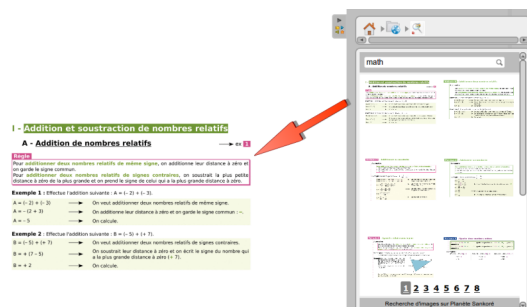 I - Addition et soustraction de nombres relatifs
A - Addition de nombres relatifs
ex 1
Règle
Pour additionner deux nombres relatifs de même signe, on additionne leur distance à zéro et
on garde le signe commun.
Pour additionner deux nombres relatifs de signes contraires, on soustrait la plus petite
distance à zéro de la plus grande et on prend le signe de celui qui a la plus grande distance à zéro.
Exemple 1 : Effectue l'addition suivante : A = (– 2) + (– 3).
A = (– 2) + (– 3) On veut additionner deux nombres relatifs de même signe.
A = – (2 + 3) On additionne leur distance à zéro et on garde le signe commun : –.
A = – 5 On calcule.
Exemple 2 : Effectue l'addition suivante : B = (– 5) + (+ 7).
B = (– 5) + (+ 7) On veut additionner deux nombres relatifs de signes contraires.
B = + (7 – 5) On soustrait leur distance à zéro et on écrit le signe du nombre qui
a la plus grande distance à zéro (+ 7).
B = + 2 On calcule.
math
1 2 3 4 5 6 7 8
Recherche d'images sur Planète Sankoré